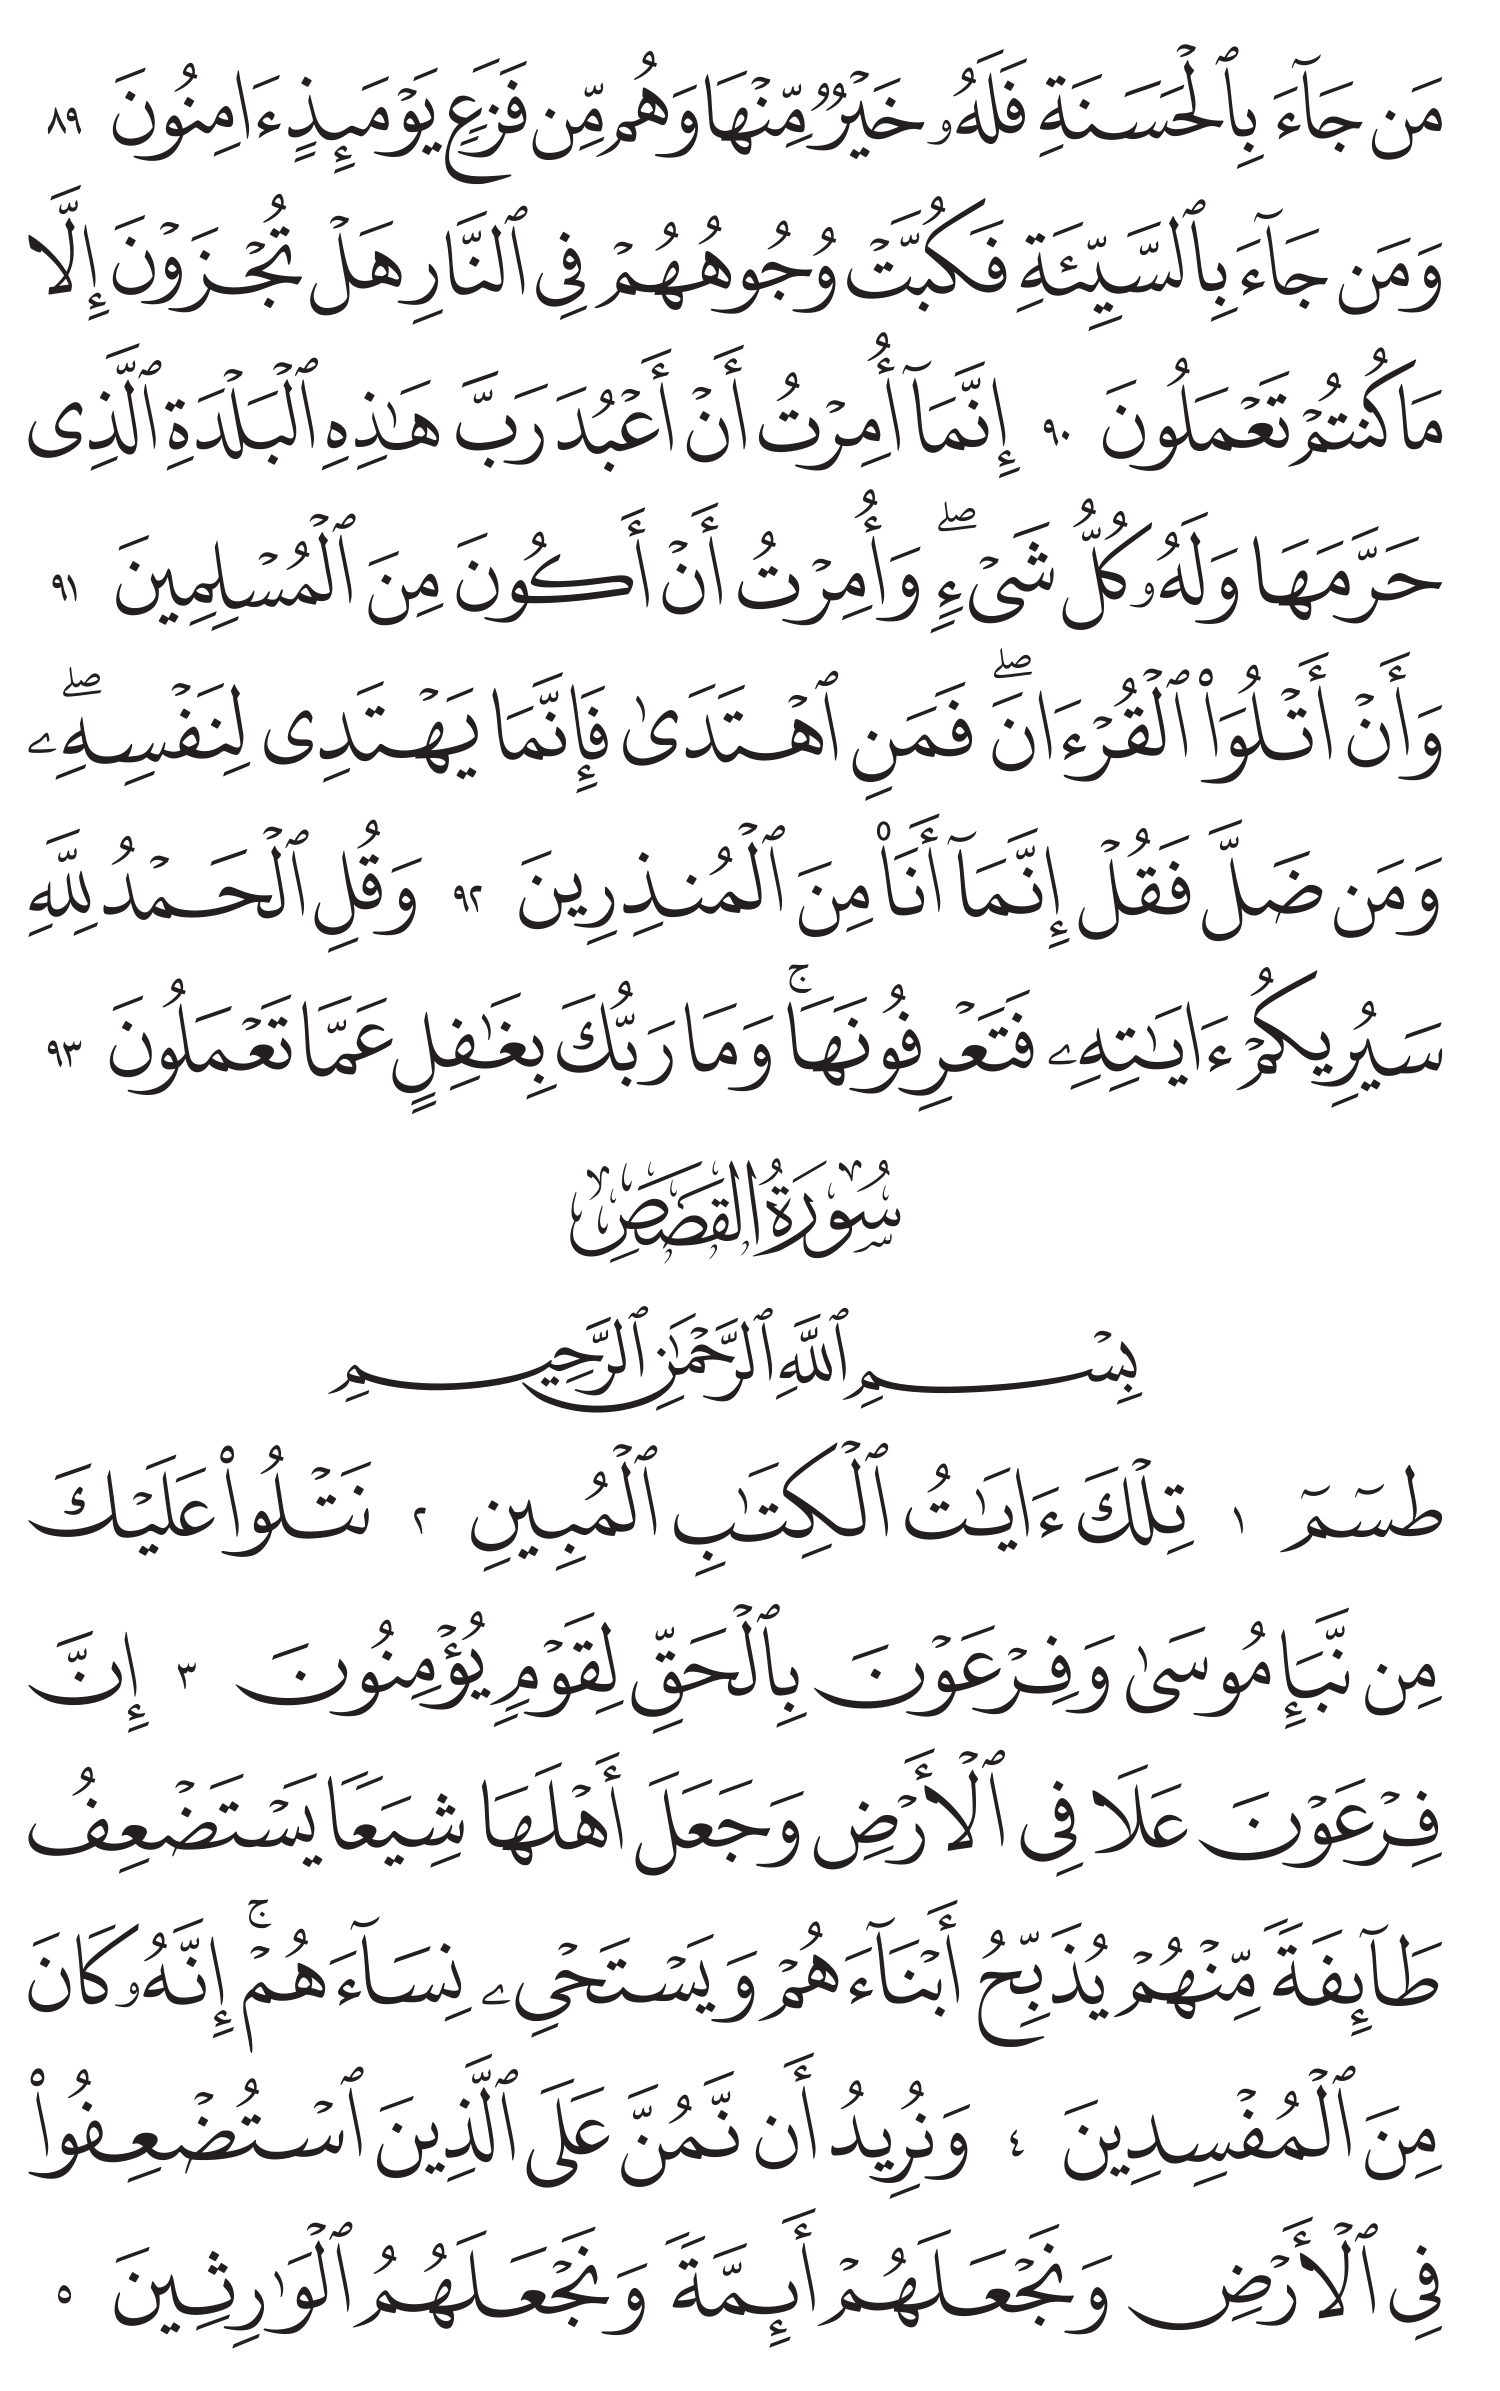 مَن جَآءَ بِٱلْحَسَنَةِ فَلَهُۥ خَيْرٌ مِّنْهَا وَهُم مِّن فَزَعٍ يَوْمَئِذٍ ءَامِنُونَ ٨٩
وَمَن جَآءَ بِٱلسَّيِّئَةِ فَكُبَّتْ وُجُوهُهُمْ فِى ٱلنَّارِ هَلْ تُجْزَوْنَ إِلَّا
مَا كُنتُمْ تَعْمَلُونَ ٩٠ إِنَّمَآ أُمِرْتُ أَنْ أَعْبُدَ رَبَّ هَٰذِهِ ٱلْبَلْدَةِ ٱلَّذِى
حَرَّمَهَا وَلَهُۥ كُلُّ شَىْءٍۖ وَأُمِرْتُ أَنْ أَكُونَ مِنَ ٱلْمُسْلِمِينَ ٩١
وَأَنْ أَتْلُوَا۟ ٱلْقُرْءَانَۖ فَمَنِ ٱهْتَدَىٰ فَإِنَّمَا يَهْتَدِى لِنَفْسِهِۦۖ
وَمَن ضَلَّ فَقُلْ إِنَّمَآ أَنَا۠ مِنَ ٱلْمُنذِرِينَ ٩٢ وَقُلِ ٱلْحَمْدُ لِلَّهِ
سَيُرِيكُمْ ءَايَٰتِهِۦ فَتَعْرِفُونَهَاۚ وَمَا رَبُّكَ بِغَٰفِلٍ عَمَّا تَعْمَلُونَ ٩٣
سُورَةُ القَصَصِ
بِسْمِ ٱللَّهِ ٱلرَّحْمَٰنِ ٱلرَّحِيمِ
طسٓمٓ ١ تِلْكَ ءَايَٰتُ ٱلْكِتَٰبِ ٱلْمُبِينِ ٢ نَتْلُوا۟ عَلَيْكَ
مِن نَّبَإِ مُوسَىٰ وَفِرْعَوْنَ بِٱلْحَقِّ لِقَوْمٍ يُؤْمِنُونَ ٣ إِنَّ
فِرْعَوْنَ عَلَا فِى ٱلْأَرْضِ وَجَعَلَ أَهْلَهَا شِيَعًا يَسْتَضْعِفُ
طَآئِفَةً مِّنْهُمْ يُذَبِّحُ أَبْنَآءَهُمْ وَيَسْتَحْىِۦ نِسَآءَهُمْۚ إِنَّهُۥ كَانَ
مِنَ ٱلْمُفْسِدِينَ ٤ وَنُرِيدُ أَن نَّمُنَّ عَلَى ٱلَّذِينَ ٱسْتُضْعِفُوا۟
فِى ٱلْأَرْضِ وَنَجْعَلَهُمْ أَئِمَّةً وَنَجْعَلَهُمُ ٱلْوَٰرِثِينَ ٥